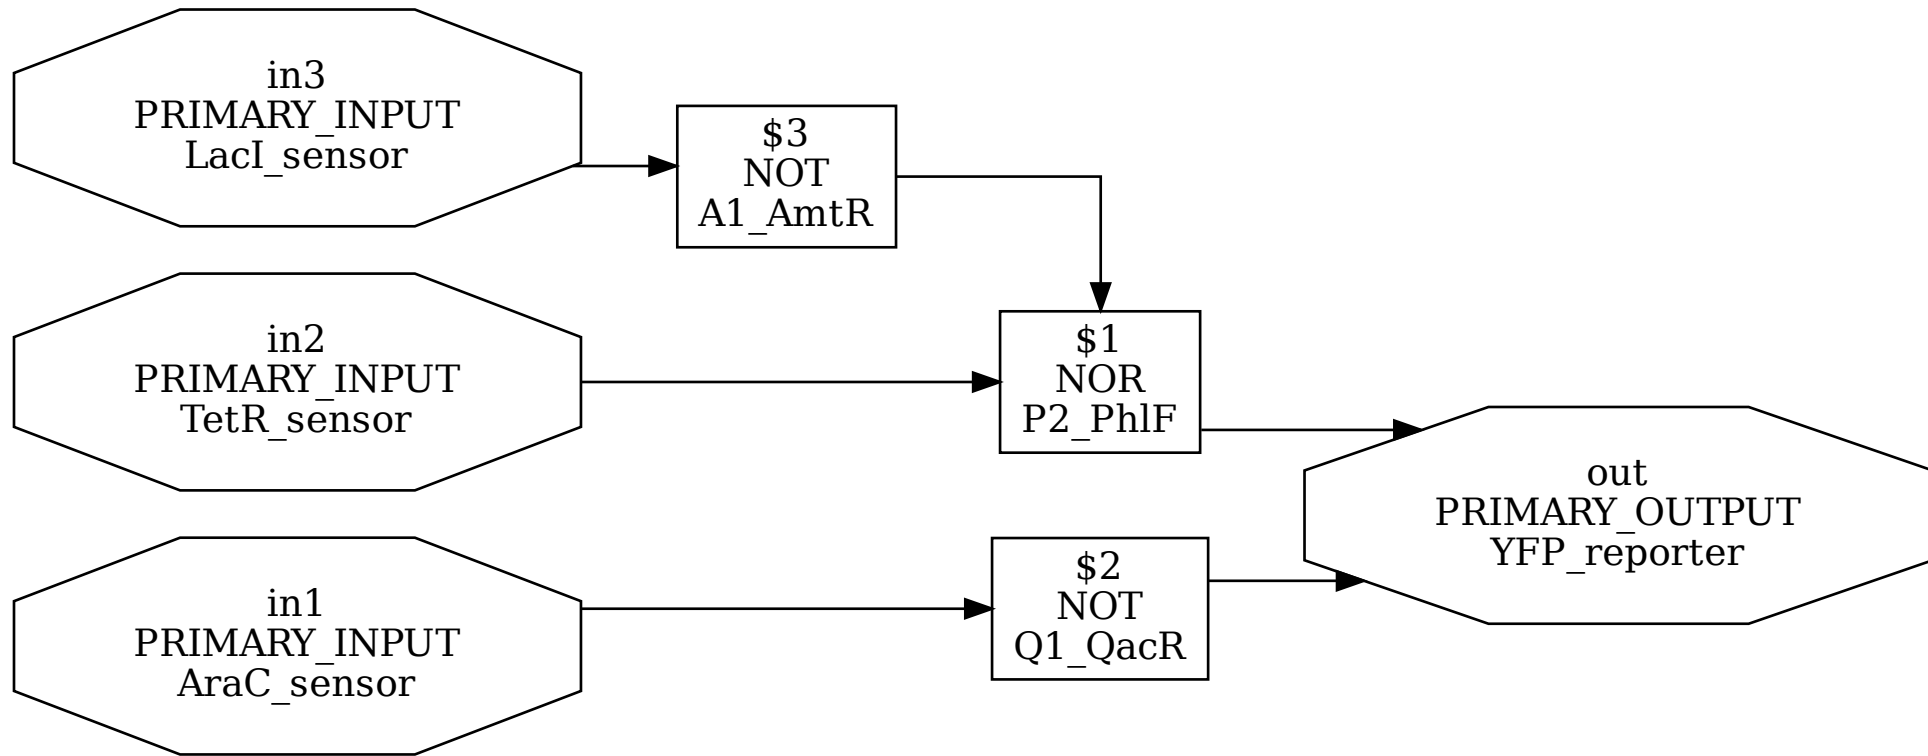 in3
PRIMARY_INPUT
LacI_sensor
$3
NOT
A1_AmtR
in2
PRIMARY_INPUT
TetR_sensor
$1
NOR
P2_PhlF
out
PRIMARY_OUTPUT
YFP_reporter
in1
PRIMARY_INPUT
AraC_sensor
$2
NOT
Q1_QacR